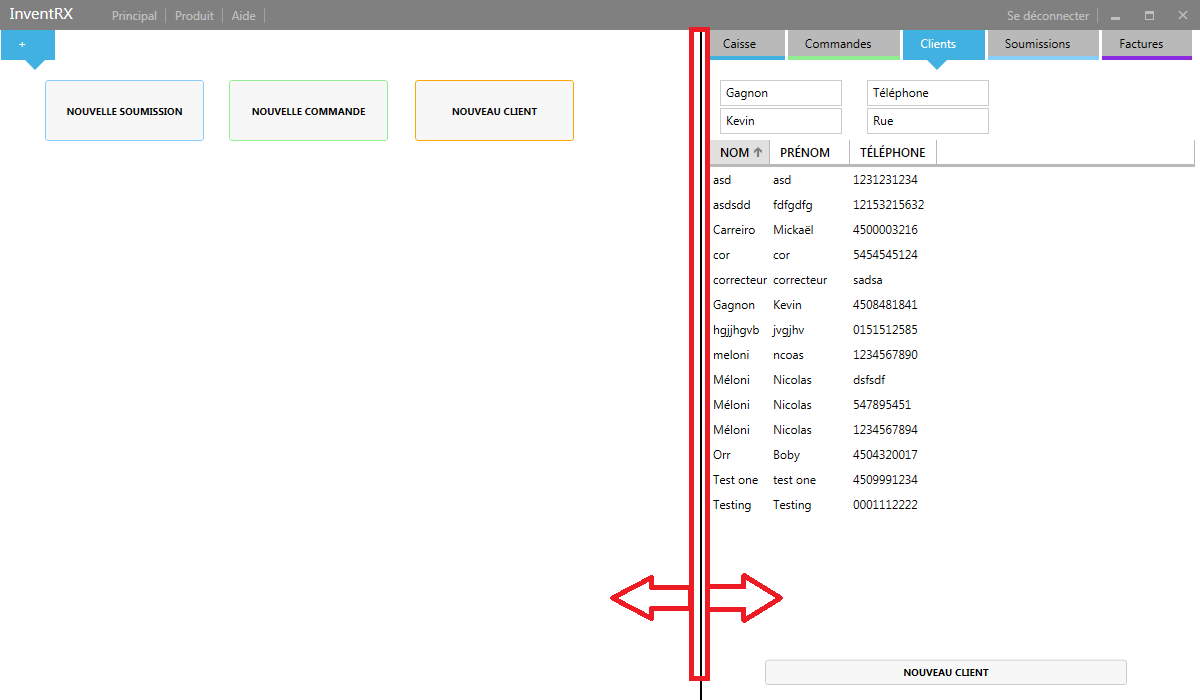 InventRX Principal Produit Aide Se déconnecter
+
Caisse Commandes Clients Soumissions Factures
NOUVELLE SOUMISSION NOUVELLE COMMANDE NOUVEAU CLIENT
Gagnon Téléphone
Kevin Rue
NOM PRÉNOM TÉLÉPHONE
asd asd 1231231234
asdsdd fdfgdfg 12153215632
Carreiro Mickaël 4500003216
cor cor 5454545124
correcteur correcteur sadsa
Gagnon Kevin 4508481841
hgjjhgvb jvgjhv 0151512585
meloni ncoas 1234567890
Méloni Nicolas dsfsdf
Méloni Nicolas 547895451
Méloni Nicolas 1234567894
Orr Boby 4504320017
Test one test one 4509991234
Testing Testing 0001112222
NOUVEAU CLIENT